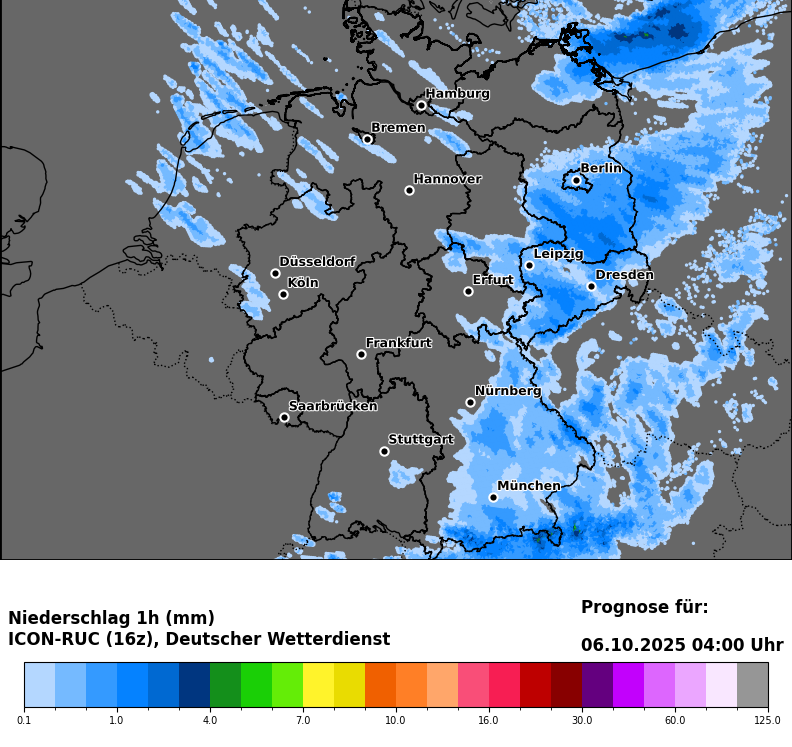 Hamburg
Bremen
Berlin
Hannover
Leipzig
Düsseldorf
Dresden
Köln
Erfurt
Frankfurt
Nürnberg
Saarbrücken
Stuttgart
München
Prognose für:
Niederschlag 1h (mm)
ICON-RUC (16z), Deutscher Wetterdienst
06.10.2025 04:00 Uhr
0.1 1.0 4.0 7.0 10.0 16.0 30.0 60.0 125.0